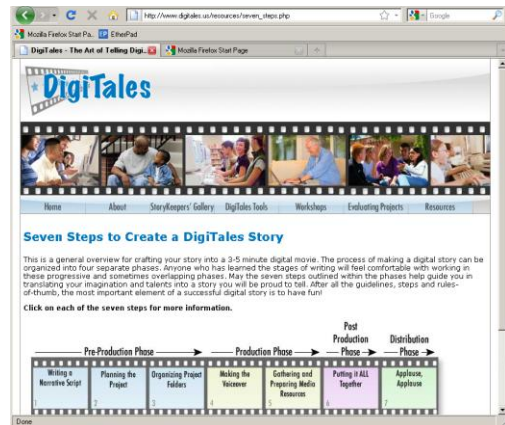 http://www.digitales.us/resources/seven_steps.php
Google
Mozilla Firefox Start Pa..
EP EtherPad
DigiTales - The Art of Telling Digi...
Mozilla Firefox Start Page
DigiTales
Home About StoryKeepers' Gallery DigiTales Tools Workshops Evaluating Projects Resources
Seven Steps to Create a DigiTales Story
This is a general overview for crafting your story into a 3-5 minute digital movie. The process of making a digital story can be
organized into four separate phases. Anyone who has learned the stages of writing will feel comfortable with working in
these progressive and sometimes overlapping phases. May the seven steps outlined within the phases help guide you in
translating your imagination and talents into a story you will be proud to tell. After all the guidelines, steps and rules-
of-thumb, the most important element of a successful digital story is to have fun!
Click on each of the seven steps for more information.
Pre-Production Phase
Production Phase
Post
Production
Phase
Distribution
Phase
Writing a
Narrative Script
1
Planning the
Project
2
Organizing Project
Folders
3
Making the
Voiceover
4
Gathering and
Preparing Media
Resources
5
Putting it ALL
Together
6
Applause,
Applause
7
Done